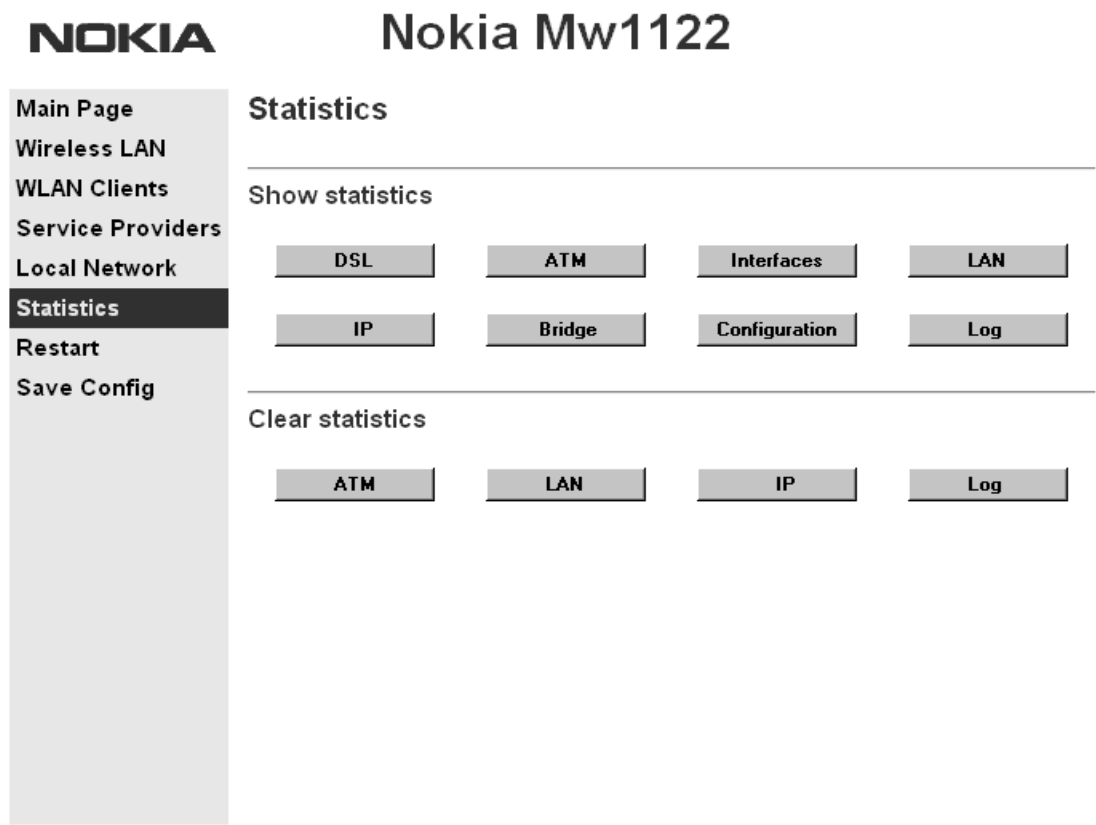 NOKIA
Nokia Mw1122
Main Page
Wireless LAN
WLAN Clients
Service Providers
Local Network
Statistics
Restart
Save Config
Statistics
Show statistics
DSL ATM Interfaces LAN
IP Bridge Configuration Log
Clear statistics
ATM LAN IP Log